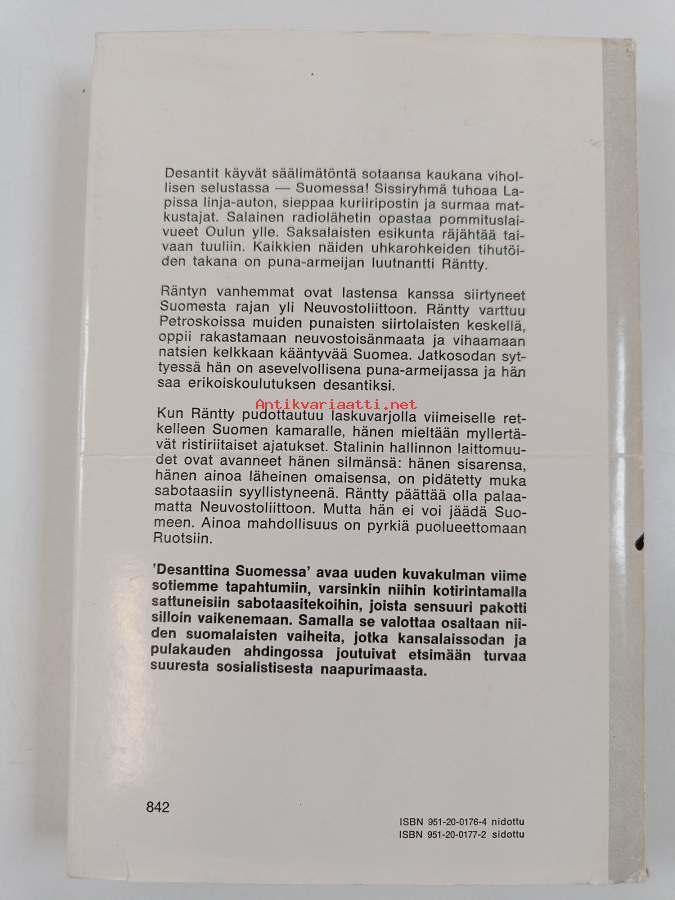 Desantit käyvät säälimätöntä sotaansa kaukana vihol-
lisen selustassa — Suomessa! Sissiryhmä tuhoaa La-
pissa linja-auton, sieppaa kuriiripostin ja surmaa mat-
kustajat. Salainen radiolähetin opastaa pommituslai-
vueet Oulun ylle. Saksalaisten esikunta räjähtää tai-
vaan tuuliin. Kaikkien näiden uhkarohkeiden tihutöi-
den takana on puna-armeijan luutnantti Räntty.
Räntyn vanhemmat ovat lastensa kanssa siirtyneet
Suomesta rajan yli Neuvostoliittoon. Räntty varttuu
Petroskoissa muiden punaisten siirtolaisten keskellä,
oppii rakastamaan neuvostoisänmaata ja vihaamaan
natsien kelkkaan kääntyvää Suomea. Jatkosodan syt-
tyessä hän on asevelvollisena puna-armeijassa ja hän
saa erikoiskoulutuksen desantiksi.
Antikvariaatti.net
Kun Räntty pudottautuu laskuvarjolla viimeiselle ret-
kelleen Suomen kamaralle, hänen mieltään myllertä-
vät ristiriitaiset ajatukset. Stalinin hallinnon laittomuu-
det ovat avanneet hänen silmänsä: hänen sisarensa,
hänen ainoa läheinen omaisensa, on pidätetty muka
sabotaasiin syyllistyneenä. Räntty päättää olla palaa-
matta Neuvostoliittoon. Mutta hän ei voi jäädä Suo-
meen. Ainoa mahdollisuus on pyrkiä puolueettomaan
Ruotsiin.
'Desanttina Suomessa' avaa uuden kuvakulman viime
sotiemme tapahtumiin, varsinkin niihin kotirintamalla
sattuneisiin sabotaasitekoihin, joista sensuuri pakotti
silloin vaikenemaan. Samalla se valottaa osaltaan nii-
den suomalaisten vaiheita, jotka kansalaissodan ja
pulakauden ahdingossa joutuivat etsimään turvaa
suuresta sosialistisesta naapurimaasta.
842
ISBN 951-20-0176-4 nidottu
ISBN 951-20-0177-2 sidottu